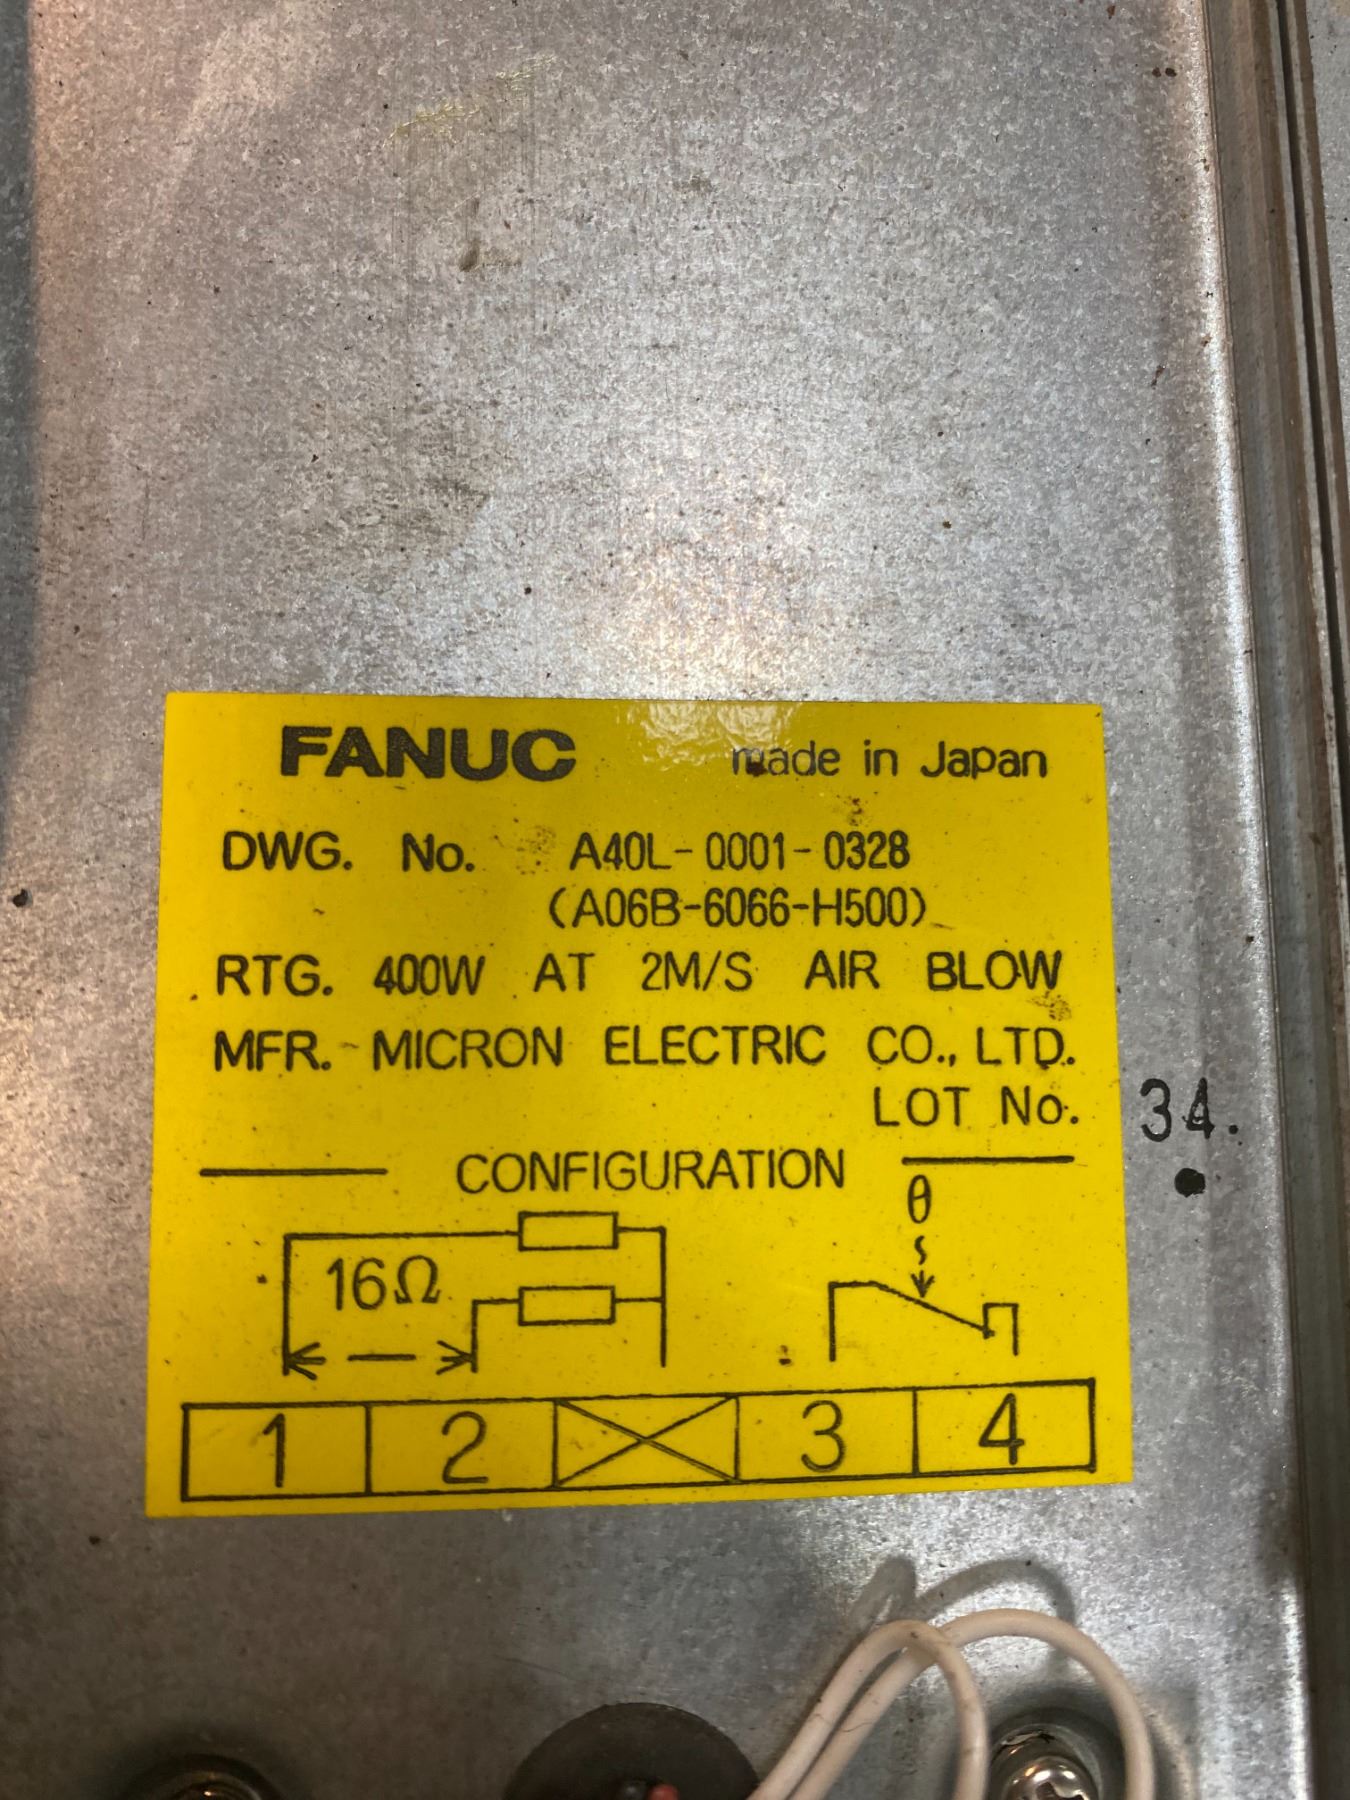 FANUC made in Japan
DWG. No. A40L-0001-0328
(A06B-6066-H500)
RTG. 400W AT 2M/S AIR BLOW
MFR. MICRON ELECTRIC CO., LTD.
LOT No. 34.
CONFIGURATION
θ
16Ω
1 2 3 4